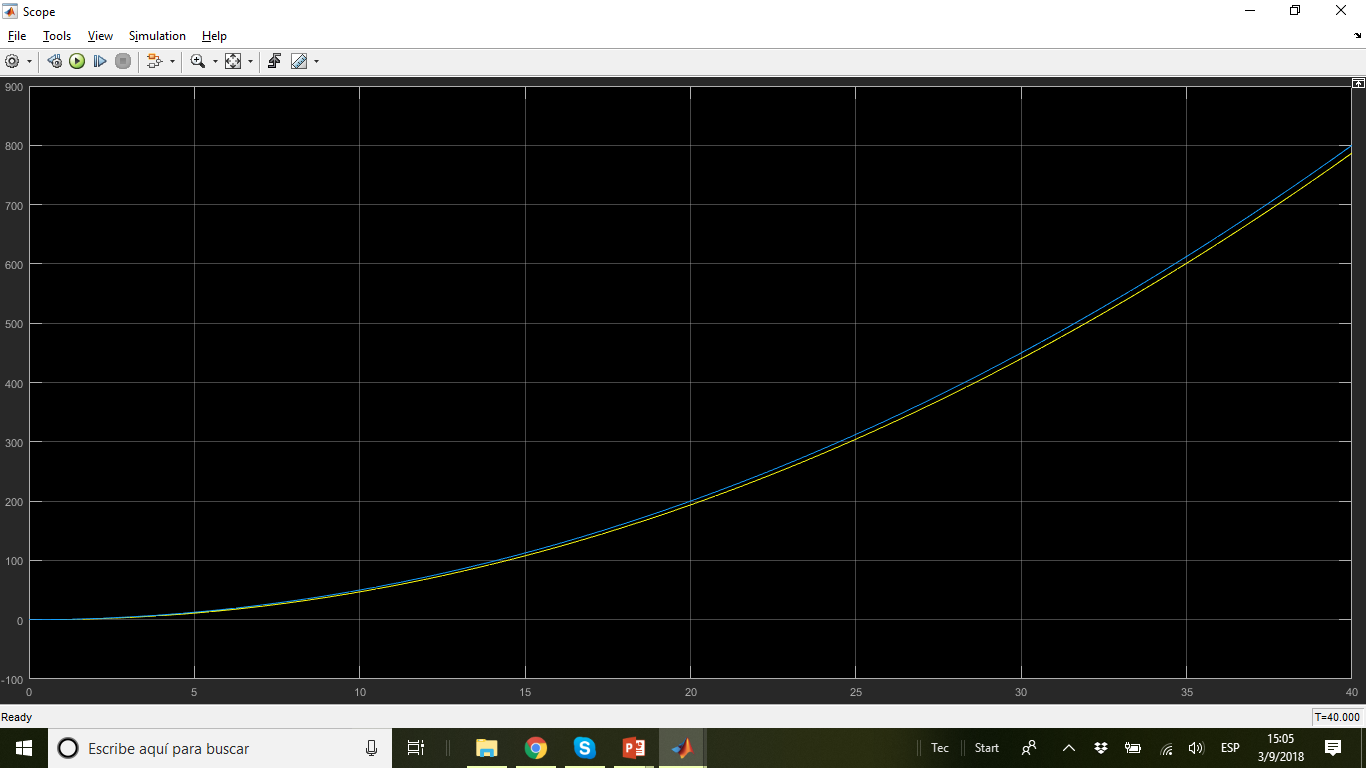 Scope
File Tools View Simulation Help
900
800
700
600
500
400
300
200
100
0
-100
0 5 10 15 20 25 30 35 40
Ready T=40.000
Escribe aquí para buscar
Tec Start ESP
15:05
3/9/2018